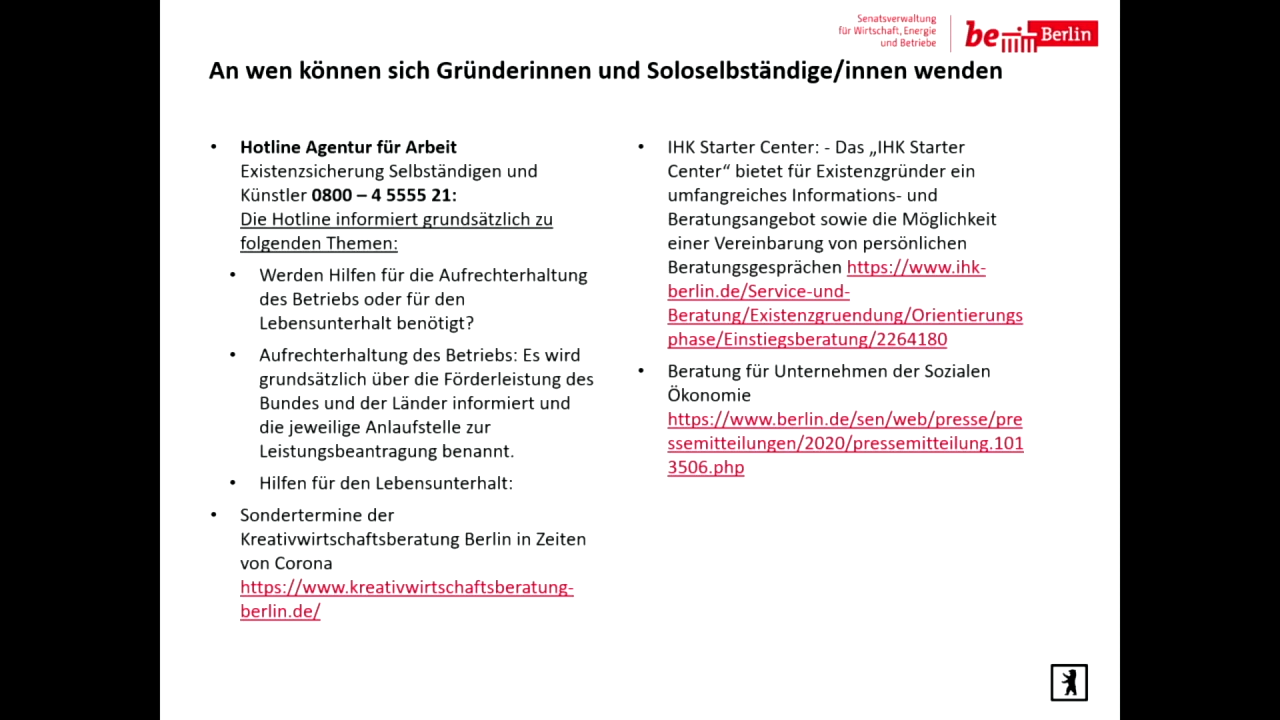 Senatsverwaltung
für Wirtschaft, Energie
und Betriebe
be Berlin
An wen können sich Gründerinnen und Soloselbständige/innen wenden
• Hotline Agentur für Arbeit
Existenzsicherung Selbständigen und
Künstler 0800 – 4 5555 21:
Die Hotline informiert grundsätzlich zu
folgenden Themen:
• Werden Hilfen für die Aufrechterhaltung
des Betriebs oder für den
Lebensunterhalt benötigt?
• Aufrechterhaltung des Betriebs: Es wird
grundsätzlich über die Förderleistung des
Bundes und der Länder informiert und
die jeweilige Anlaufstelle zur
Leistungsbeantragung benannt.
• Hilfen für den Lebensunterhalt:
• Sondertermine der
Kreativwirtschaftsberatung Berlin in Zeiten
von Corona
https://www.kreativwirtschaftsberatung-
berlin.de/
• IHK Starter Center: - Das „IHK Starter
Center“ bietet für Existenzgründer ein
umfangreiches Informations- und
Beratungsangebot sowie die Möglichkeit
einer Vereinbarung von persönlichen
Beratungsgesprächen https://www.ihk-
berlin.de/Service-und-
Beratung/Existenzgruendung/Orientierungs
phase/Einstiegsberatung/2264180
• Beratung für Unternehmen der Sozialen
Ökonomie
https://www.berlin.de/sen/web/presse/pre
ssemitteilungen/2020/pressemitteilung.101
3506.php